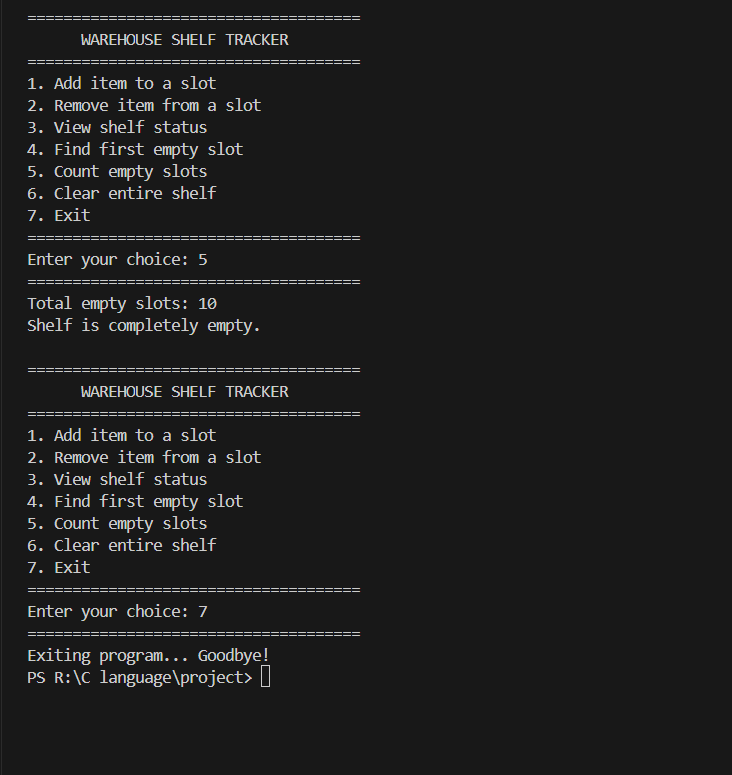 =====================================
      WAREHOUSE SHELF TRACKER
=====================================
1. Add item to a slot
2. Remove item from a slot
3. View shelf status
4. Find first empty slot
5. Count empty slots
6. Clear entire shelf
7. Exit
=====================================
Enter your choice: 5
=====================================
Total empty slots: 10
Shelf is completely empty.

=====================================
      WAREHOUSE SHELF TRACKER
=====================================
1. Add item to a slot
2. Remove item from a slot
3. View shelf status
4. Find first empty slot
5. Count empty slots
6. Clear entire shelf
7. Exit
=====================================
Enter your choice: 7
=====================================
Exiting program... Goodbye!
PS R:\C language\project>